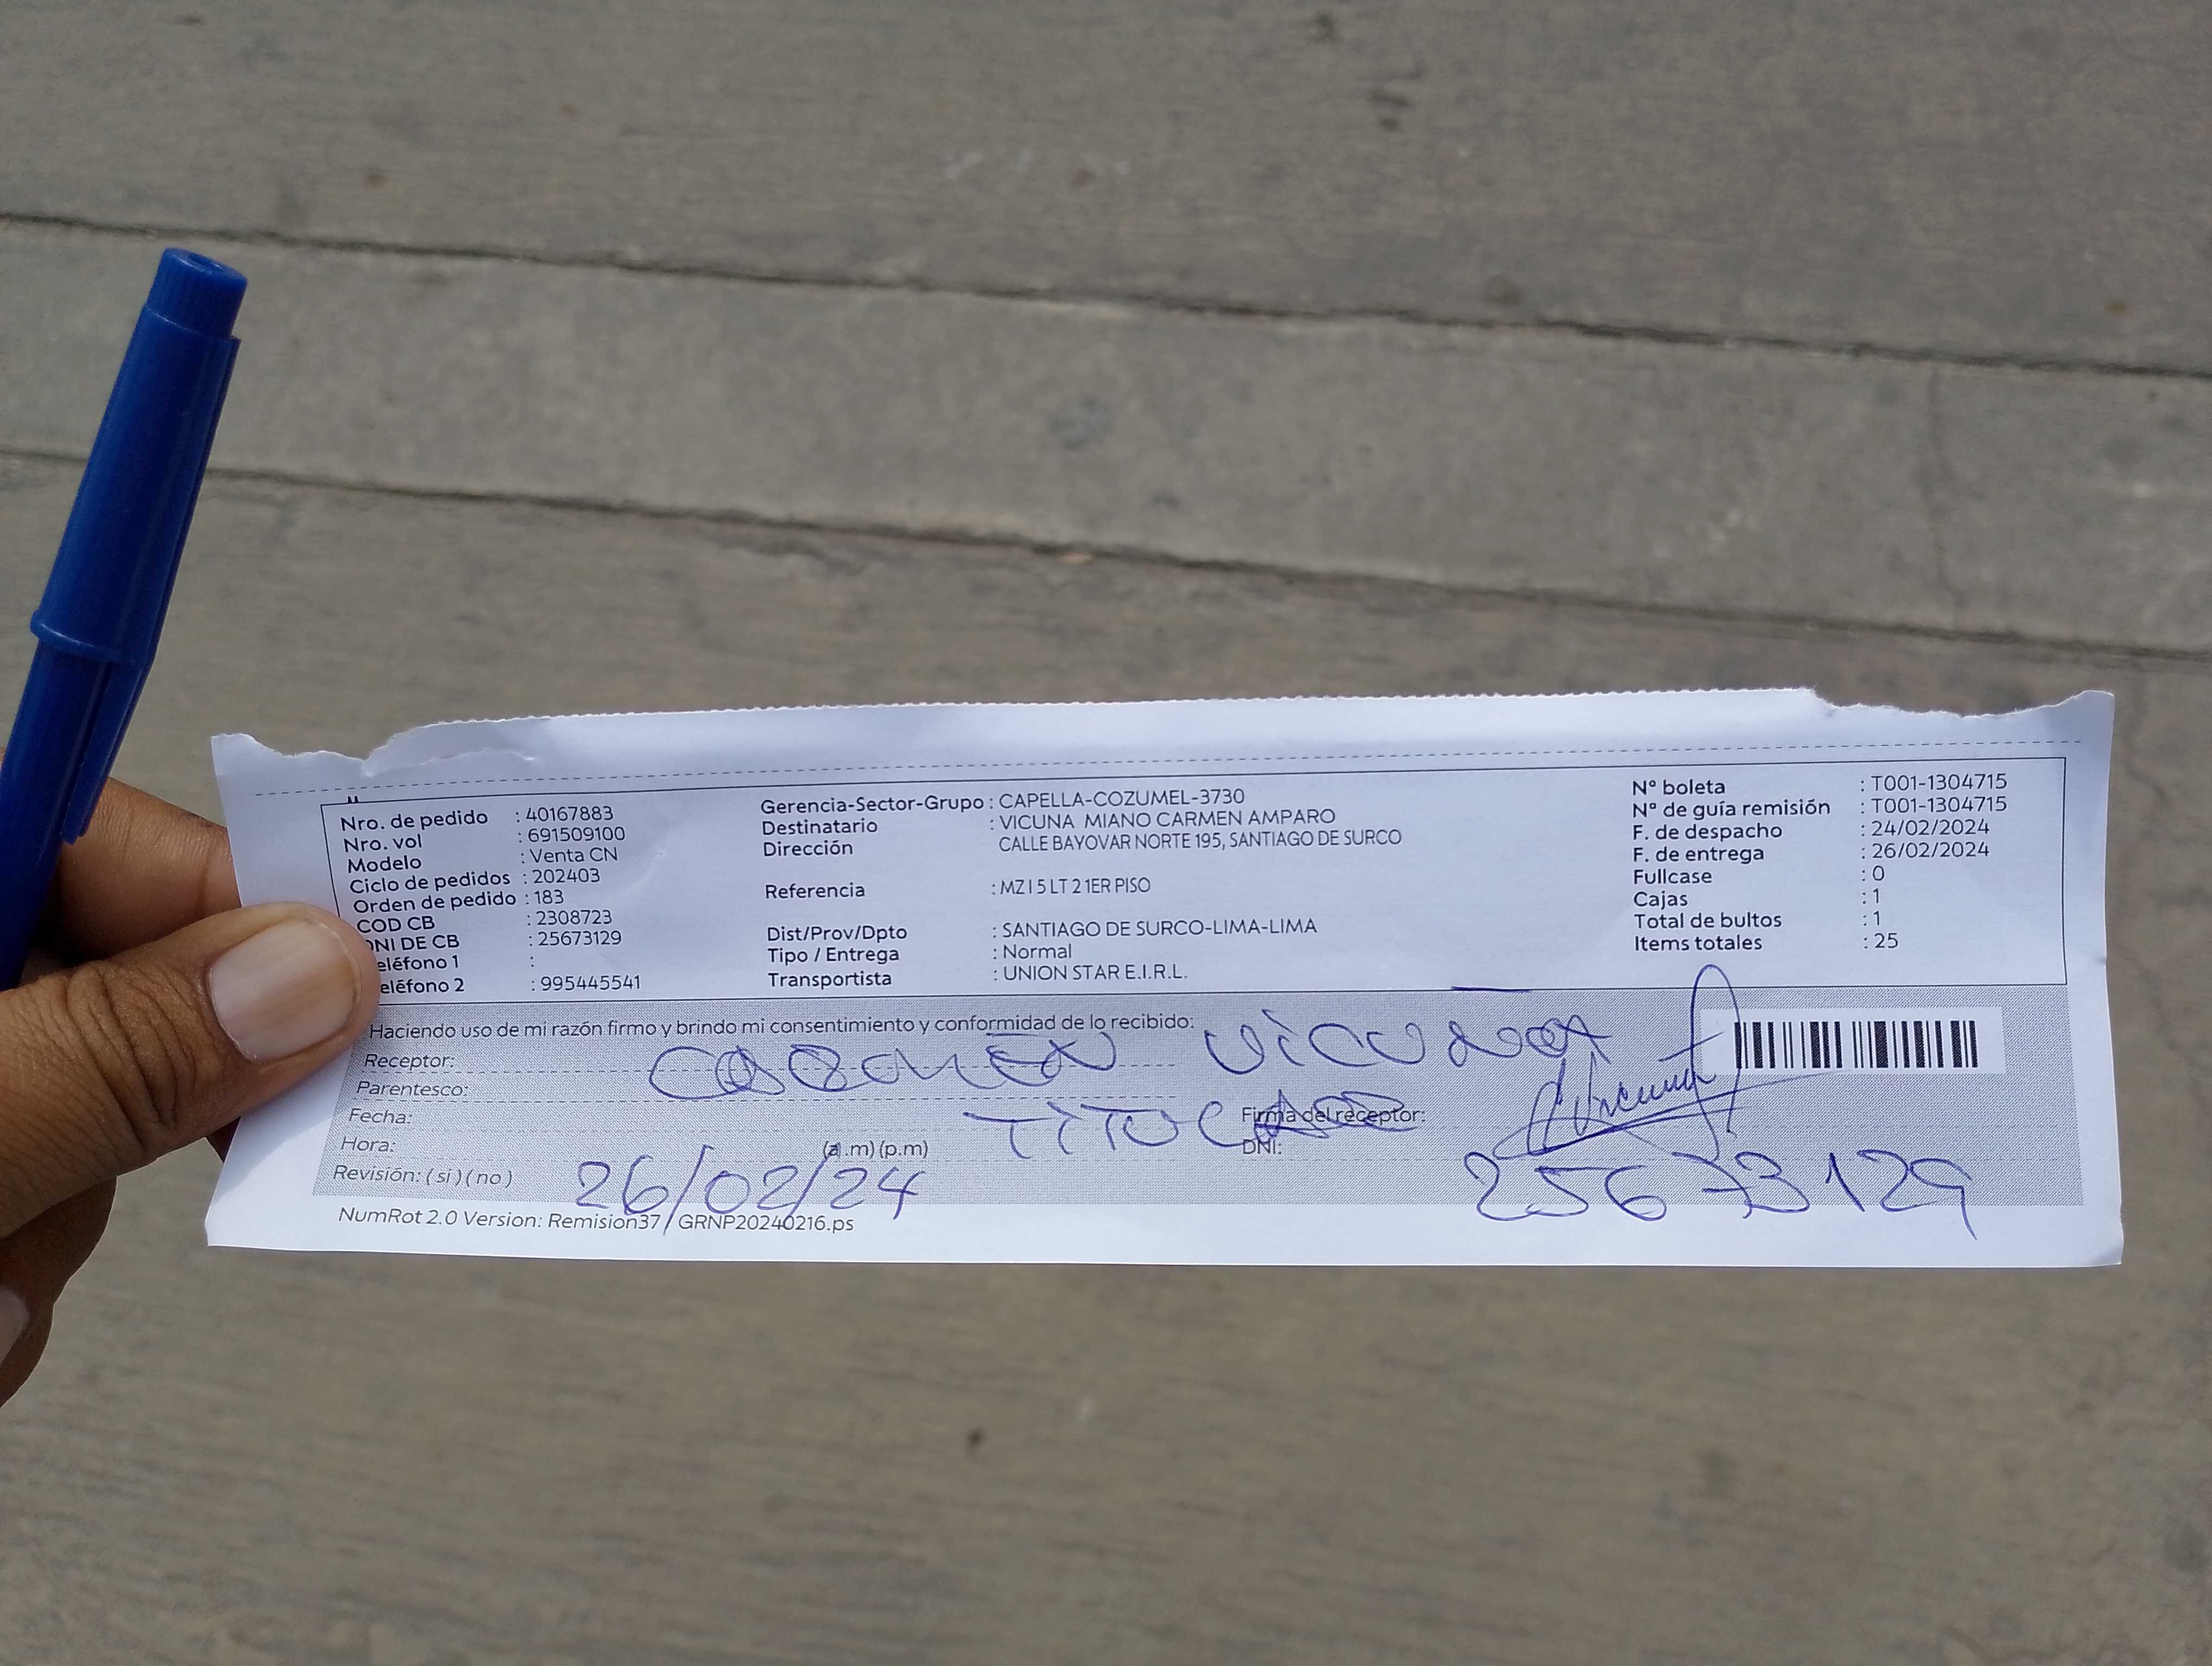 Nro. de pedido : 40167883
Nro. vol : 691509100
Modelo : Venta CN
Ciclo de pedidos : 202403
Orden de pedido : 183
COD CB : 2308723
DNI DE CB : 25673129
eléfono 1 :
eléfono 2 : 995445541
Gerencia-Sector-Grupo : CAPELLA-COZUMEL-3730
Destinatario : VICUNA MIANO CARMEN AMPARO
Dirección CALLE BAYOVAR NORTE 195, SANTIAGO DE SURCO
Referencia : MZ I 5 LT 2 1ER PISO
Dist/Prov/Dpto : SANTIAGO DE SURCO-LIMA-LIMA
Tipo / Entrega : Normal
Transportista : UNION STAR E.I.R.L.
Nº boleta : T001-1304715
Nº de guía remisión : T001-1304715
F. de despacho : 24/02/2024
F. de entrega : 26/02/2024
Fullcase : 0
Cajas : 1
Total de bultos : 1
Items totales : 25
Haciendo uso de mi razón firmo y brindo mi consentimiento y conformidad de lo recibido:
Receptor: CARMEN VICUÑA
Parentesco:
Fecha: TITULAR Firma del receptor:
Hora: (a.m) (p.m) DNI:
Revisión: ( si ) ( no ) 26/02/24 25673129
NumRot 2.0 Version: Remision37 / GRNP20240216.ps